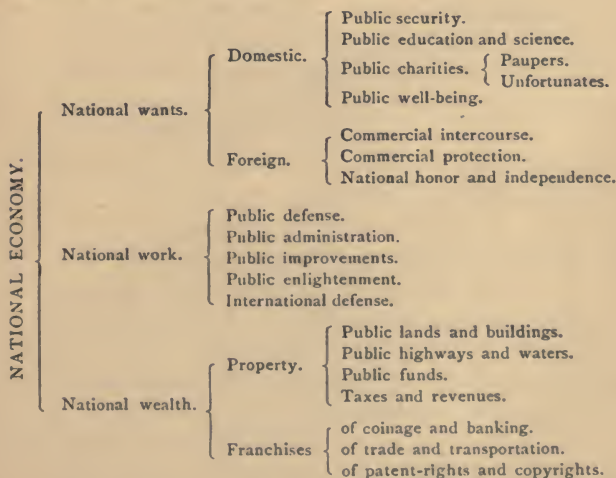 NATIONAL ECONOMY.
National wants.
Domestic.
Public security.
Public education and science.
Public charities.
Paupers.
Unfortunates.
Public well-being.
Foreign.
Commercial intercourse.
Commercial protection.
National honor and independence.
National work.
Public defense.
Public administration.
Public improvements.
Public enlightenment.
International defense.
National wealth.
Property.
Public lands and buildings.
Public highways and waters.
Public funds.
Taxes and revenues.
Franchises
of coinage and banking.
of trade and transportation.
of patent-rights and copyrights.